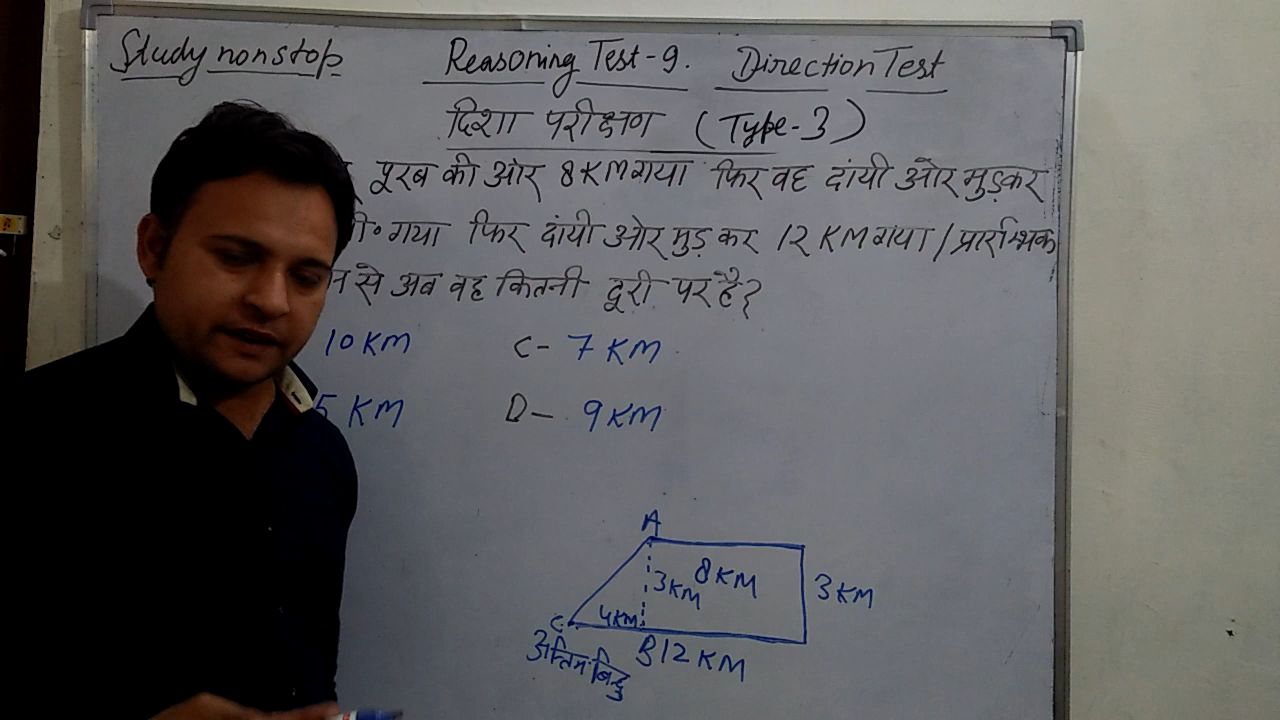 Study nonstop Reasoning Test-9. Direction Test
दिशा परीक्षण (Type-3)
पूरब की ओर 8 KM गया फिर वह दांयी ओर मुड़कर
गया फिर दांयी ओर मुड़ कर 12 KM गया / प्रारम्भिक
से अब वह कितनी दूरी पर है?
10 KM C- 7 KM
5 KM D- 9 KM
A
8 KM
3 KM
3 KM
4 KM
C
B 12 KM
अन्तिम बिंदु